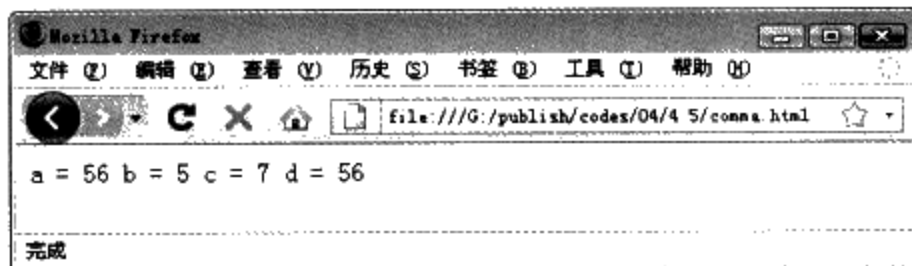 Mozilla Firefox
文件 (F) 编辑 (E) 查看 (V) 历史 (S) 书签 (B) 工具 (T) 帮助 (H)
file:///G:/publish/codes/04/4 5/comma.html
a = 56 b = 5 c = 7 d = 56
完成